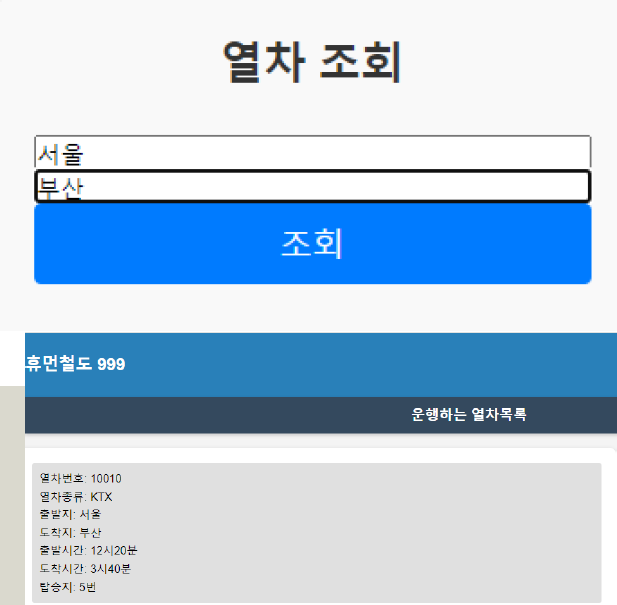 열차 조회
서울
부산
조회
휴먼철도 999
운행하는 열차목록
열차번호: 10010
열차종류: KTX
출발지: 서울
도착지: 부산
출발시간: 12시20분
도착시간: 3시40분
탑승지: 5번